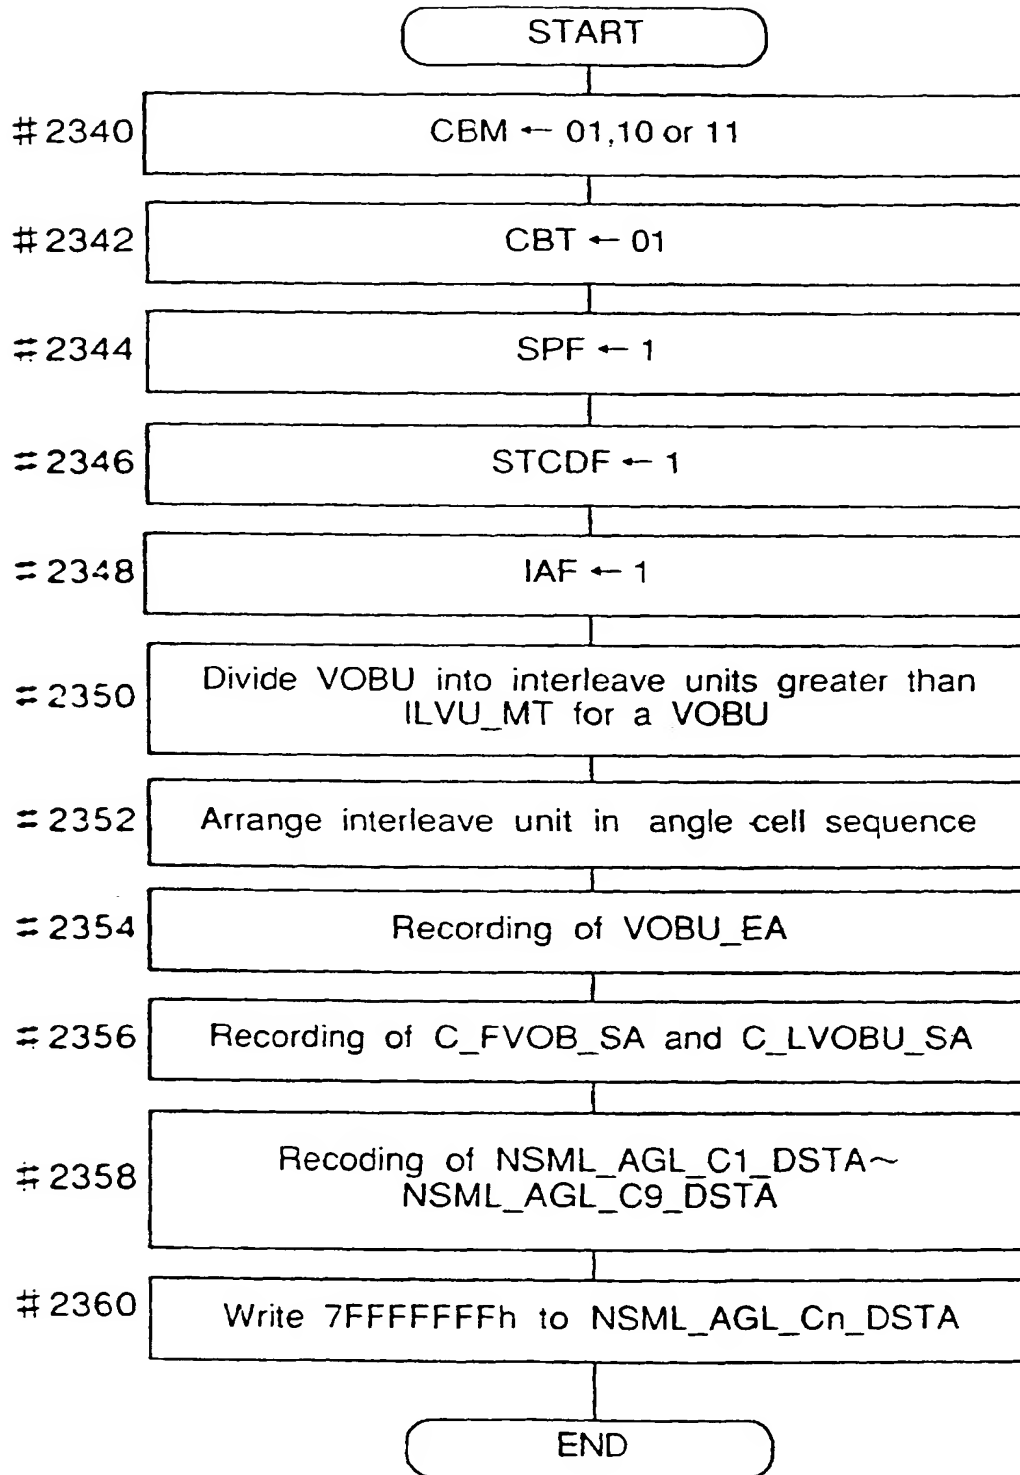 START
#2340
CBM ← 01,10 or 11
#2342
CBT ← 01
#2344
SPF ← 1
#2346
STCDF ← 1
#2348
IAF ← 1
#2350
Divide VOBU into interleave units greater than
ILVU_MT for a VOBU
#2352
Arrange interleave unit in angle cell sequence
#2354
Recording of VOBU_EA
#2356
Recording of C_FVOB_SA and C_LVOBU_SA
#2358
Recoding of NSML_AGL_C1_DSTA~
NSML_AGL_C9_DSTA
#2360
Write 7FFFFFFFh to NSML_AGL_Cn_DSTA
END